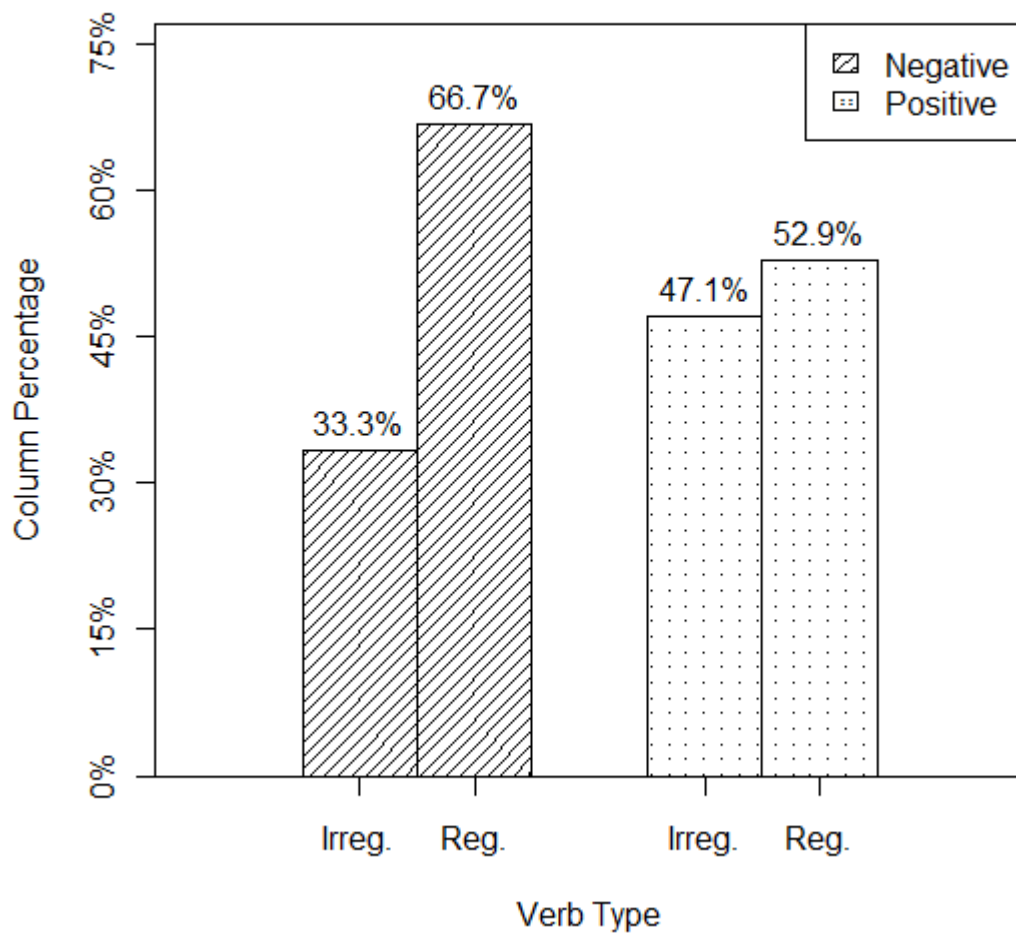 Column Percentage
75%
60%
45%
30%
15%
0%
Negative
Positive
33.3%
66.7%
47.1%
52.9%
Irreg. Reg. Irreg. Reg.
Verb Type